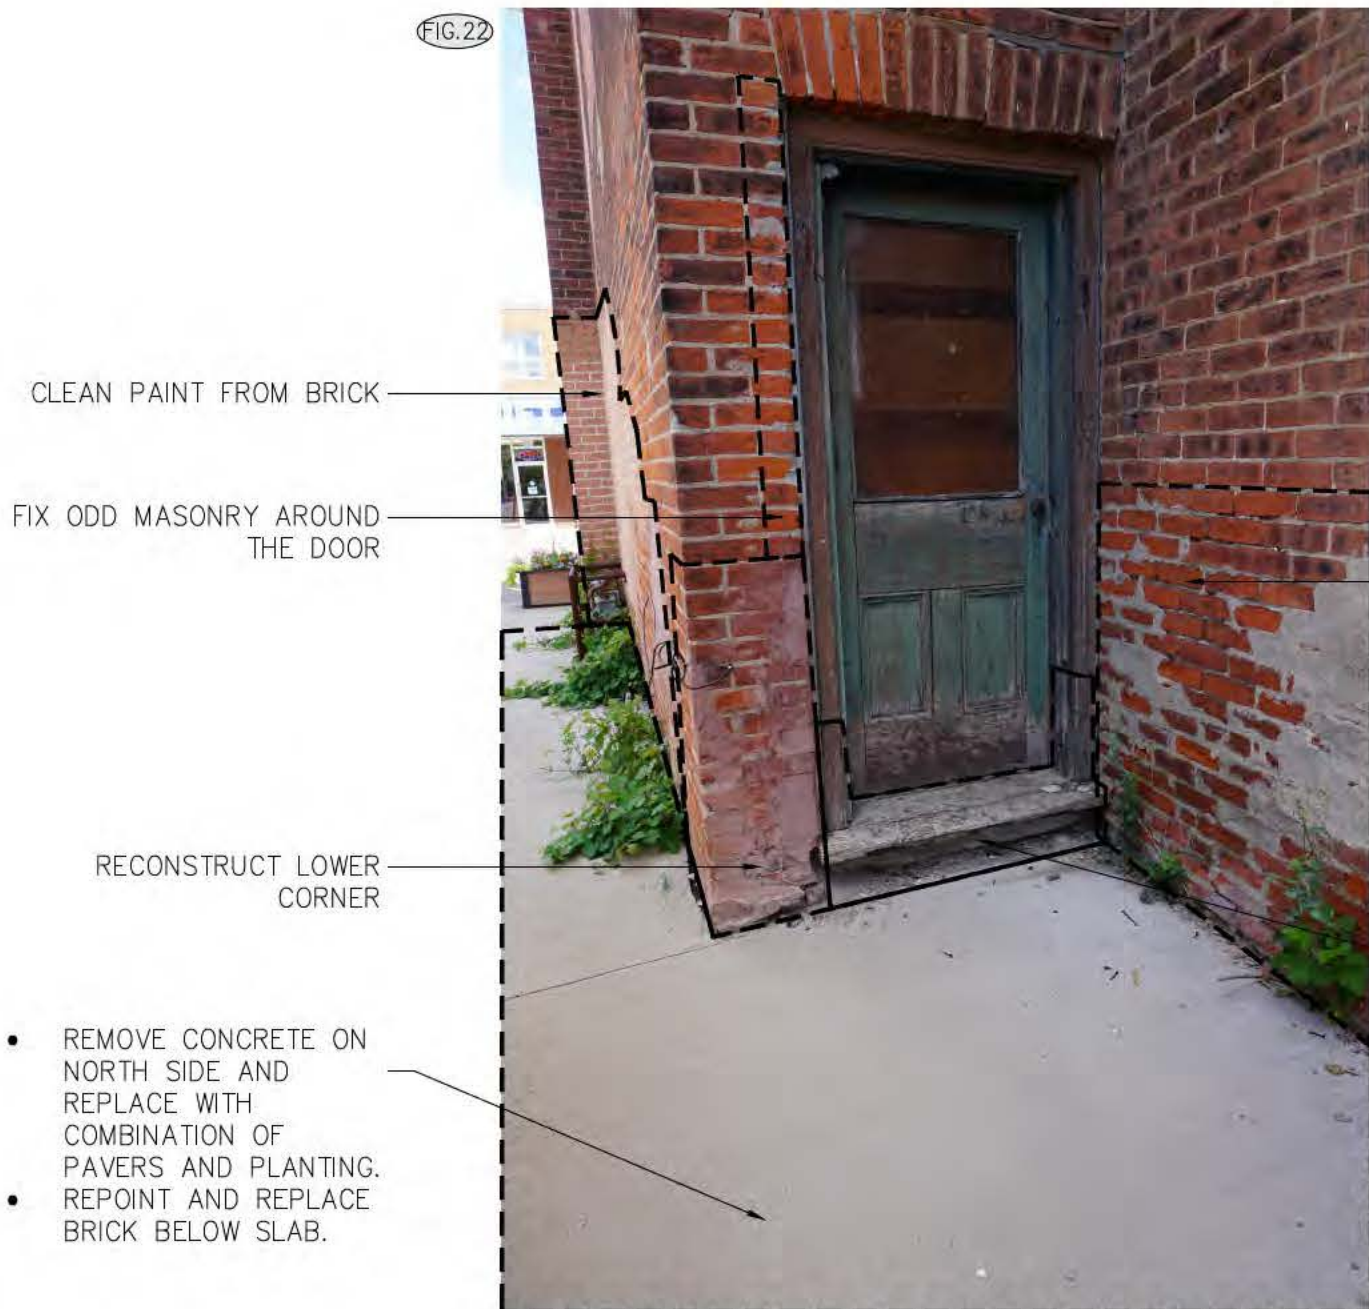 FIG.22
CLEAN PAINT FROM BRICK
FIX ODD MASONRY AROUND
THE DOOR
RECONSTRUCT LOWER
CORNER
• REMOVE CONCRETE ON
NORTH SIDE AND
REPLACE WITH
COMBINATION OF
PAVERS AND PLANTING.
• REPOINT AND REPLACE
BRICK BELOW SLAB.